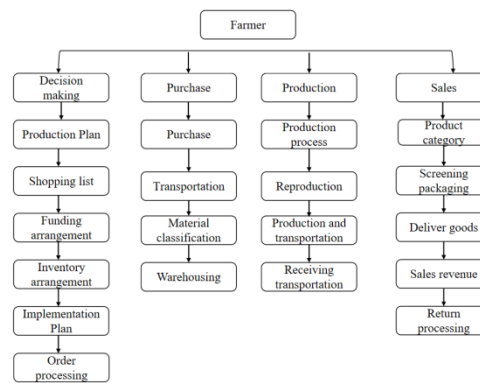 Farmer
Decision
making
Purchase
Production
Sales
Production Plan
Purchase
Production
process
Product
category
Shopping list
Transportation
Reproduction
Screening
packaging
Funding
arrangement
Material
classification
Production and
transportation
Deliver goods
Inventory
arrangement
Warehousing
Receiving
transportation
Sales revenue
Implementation
Plan
Return
processing
Order
processing